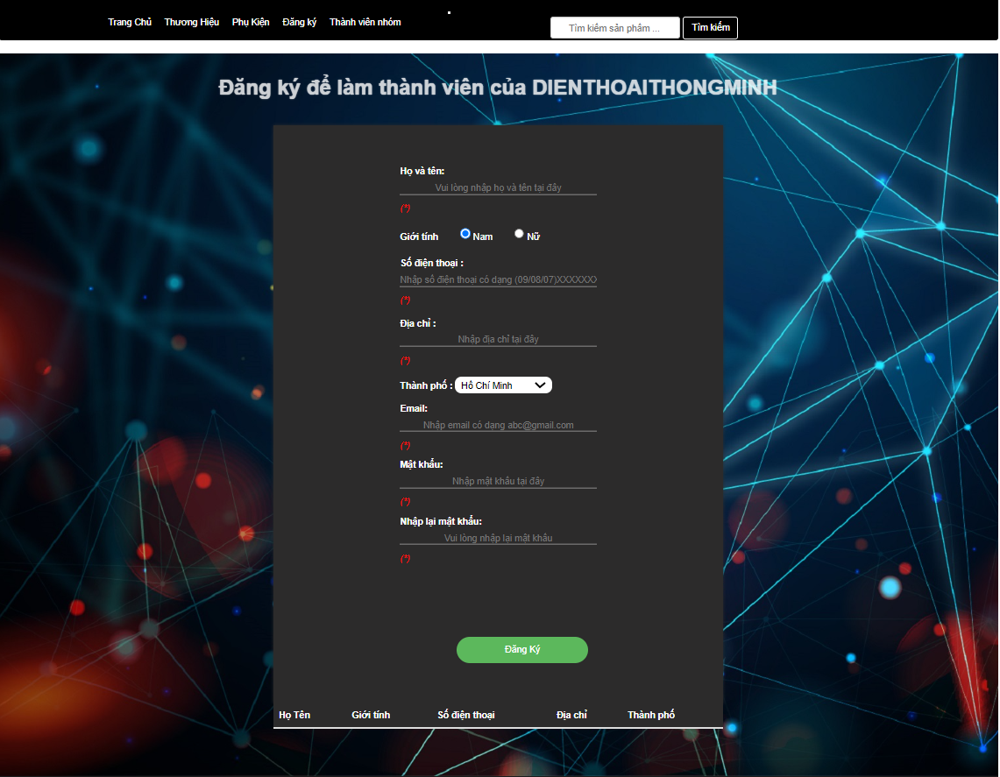 Trang Chủ Thương Hiệu Phụ Kiện Đăng ký Thành viên nhóm Tìm kiếm sản phẩm ... Tìm kiếm
Đăng ký để làm thành viên của DIENTHOAITHONGMINH
Họ và tên:
Vui lòng nhập họ và tên tại đây
(*)
Giới tính Nam Nữ
Số điện thoại :
Nhập số điện thoại có dạng (09/08/07)XXXXXXX
(*)
Địa chỉ :
Nhập địa chỉ tại đây
(*)
Thành phố : Hồ Chí Minh
Email:
Nhập email có dạng abc@gmail.com
(*)
Mật khẩu:
Nhập mật khẩu tại đây
(*)
Nhập lại mật khẩu:
Vui lòng nhập lại mật khẩu
(*)
Đăng Ký
Họ Tên Giới tính Số điện thoại Địa chỉ Thành phố